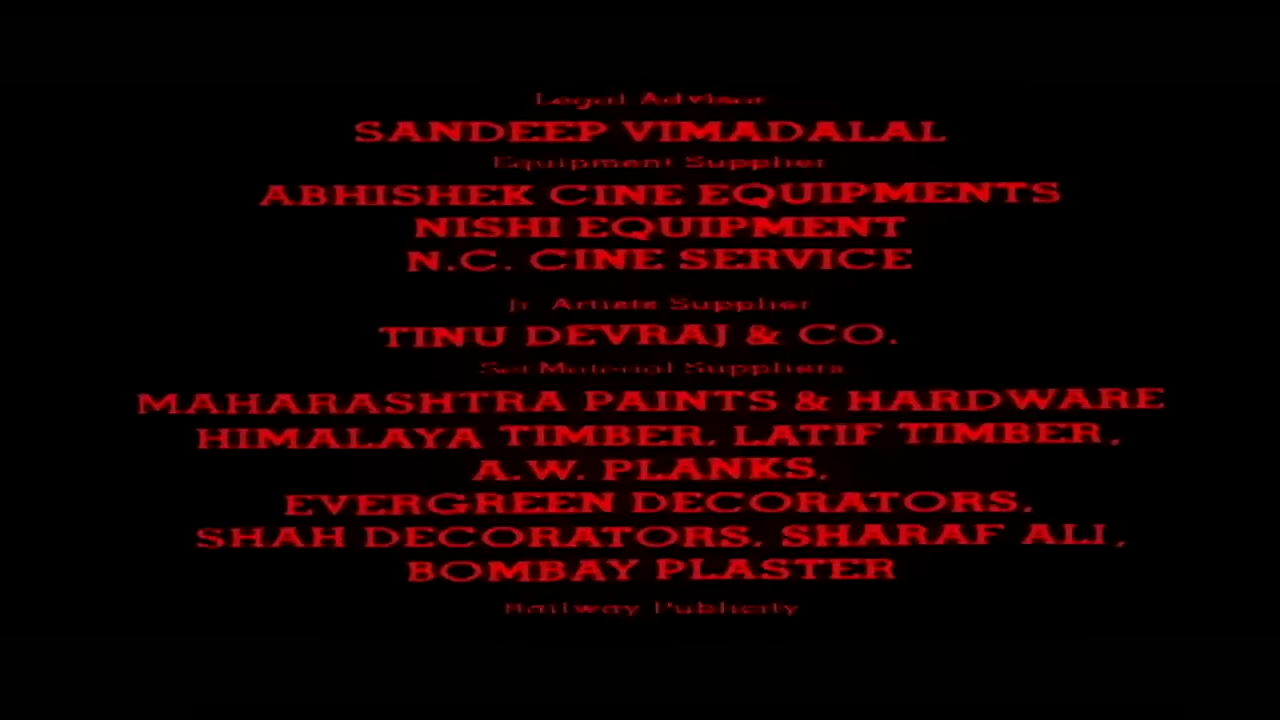 Legal Advisor
SANDEEP VIMADALAL
Equipment Supplier
ABHISHEK CINE EQUIPMENTS
NISHI EQUIPMENT
N.C. CINE SERVICE
Jr. Artists Supplier
TINU DEVRAJ & CO.
Set Material Suppliers
MAHARASHTRA PAINTS & HARDWARE
HIMALAYA TIMBER, LATIF TIMBER,
A.W. PLANKS,
EVERGREEN DECORATORS,
SHAH DECORATORS, SHARAF ALI,
BOMBAY PLASTER
Railway Publicity